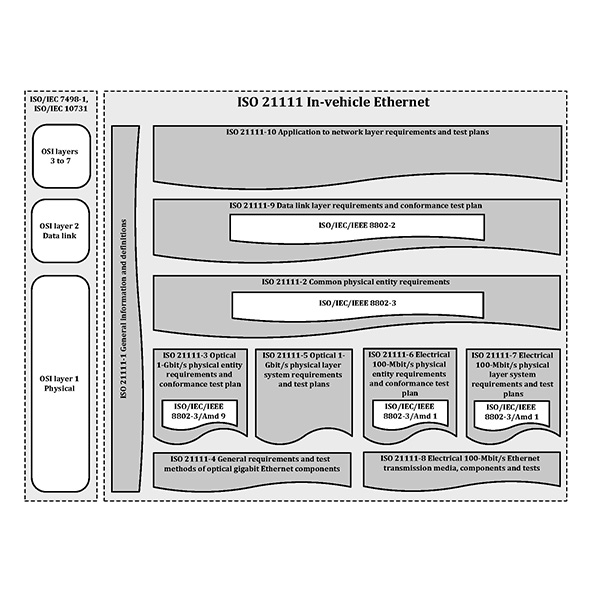 ISO/IEC 7498-1,
ISO/IEC 10731
ISO 21111 In-vehicle Ethernet
OSI layers
3 to 7
OSI layer 2
Data link
OSI layer 1
Physical
ISO 21111-1 General Information and definitions
ISO 21111-10 Application to network layer requirements and test plans
ISO 21111-9 Data link layer requirements and conformance test plan
ISO/IEC/IEEE 8802-2
ISO 21111-2 Common physical entity requirements
ISO/IEC/IEEE 8802-3
ISO 21111-3 Optical
1-Gbit/s physical entity
requirements and
conformance test plan
ISO/IEC/IEEE
8802-3/Amd 9
ISO 21111-5 Optical 1-
Gbit/s physical layer
system requirements
and test plans
ISO 21111-6 Electrical
100-Mbit/s physical
entity requirements
and conformance test
plan
ISO/IEC/IEEE
8802-3/Amd 1
ISO 21111-7 Electrical
100-Mbit/s physical
layer system
requirements and test
plans
ISO/IEC/IEEE
8802-3/Amd 1
ISO 21111-4 General requirements and test
methods of optical gigabit Ethernet components
ISO 21111-8 Electrical 100-Mbit/s Ethernet
transmission media, components and tests